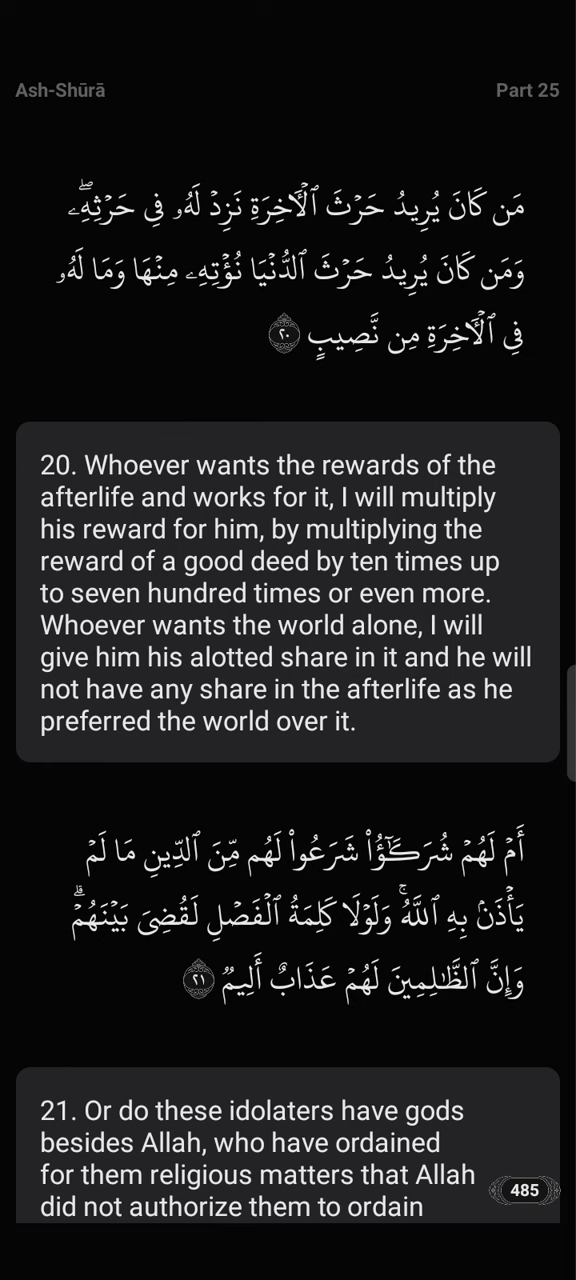 Ash-Shūrā
Part 25
مَن كَانَ يُرِيدُ حَرۡثَ ٱلۡأٓخِرَةِ نَزِدۡ لَهُۥ فِي حَرۡثِهِۦۖ
وَمَن كَانَ يُرِيدُ حَرۡثَ ٱلدُّنۡيَا نُؤۡتِهِۦ مِنۡهَا وَمَا لَهُۥ
فِي ٱلۡأٓخِرَةِ مِن نَّصِيبٍ ٢٠
20. Whoever wants the rewards of the
afterlife and works for it, I will multiply
his reward for him, by multiplying the
reward of a good deed by ten times up
to seven hundred times or even more.
Whoever wants the world alone, I will
give him his alotted share in it and he will
not have any share in the afterlife as he
preferred the world over it.
أَمۡ لَهُمۡ شُرَكَٰٓؤُاْ شَرَعُواْ لَهُم مِّنَ ٱلدِّينِ مَا لَمۡ
يَأۡذَنۢ بِهِ ٱللَّهُۚ وَلَوۡلَا كَلِمَةُ ٱلۡفَصۡلِ لَقُضِيَ بَيۡنَهُمۡۗ
وَإِنَّ ٱلظَّٰلِمِينَ لَهُمۡ عَذَابٌ أَلِيمٞ ٢١
21. Or do these idolaters have gods
besides Allah, who have ordained
for them religious matters that Allah
did not authorize them to ordain
485